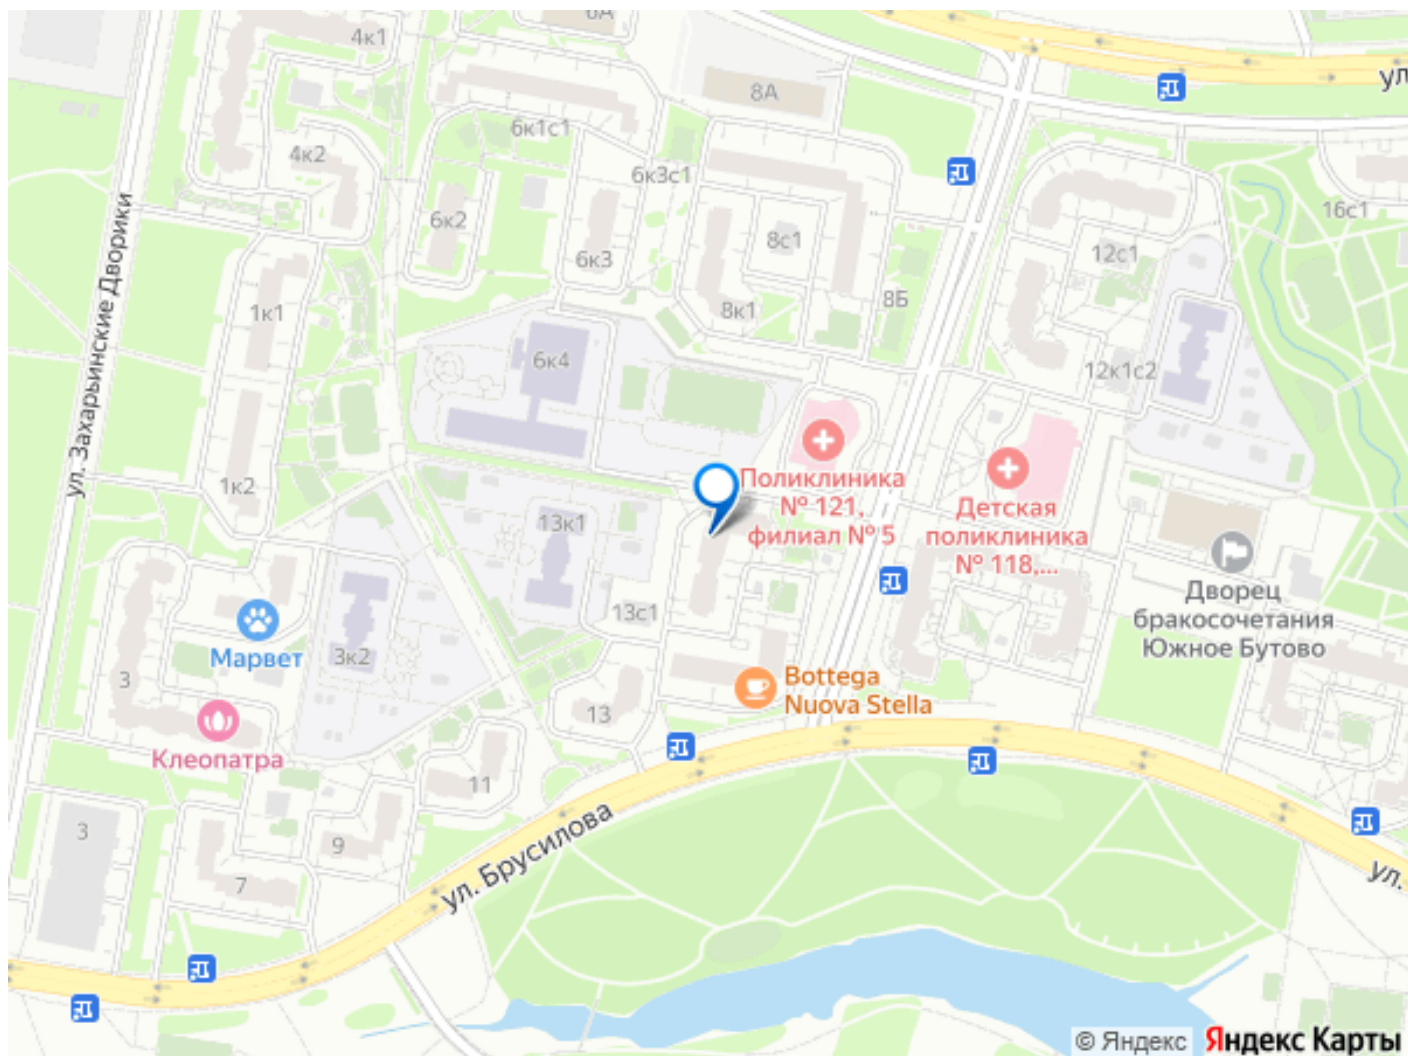 6А
4к1
ул.
8А
6к1с1
4к2
6к3с1
16с1
6к2
8с1
12с1
6к3
ул. Захарьинские Дворики
8Б
1к1
8к1
6к4
12к1с2
Поликлиника
№ 121,
филиал № 5
1к2
Детская
поликлиника
№ 118,...
13к1
Дворец
бракосочетания
Южное Бутово
13с1
Марвет
3к2
3
Bottega
Nuova Stella
13
Клеопатра
11
3
9
ул. Брусилова
7
ул.
© Яндекс
Яндекс Карты